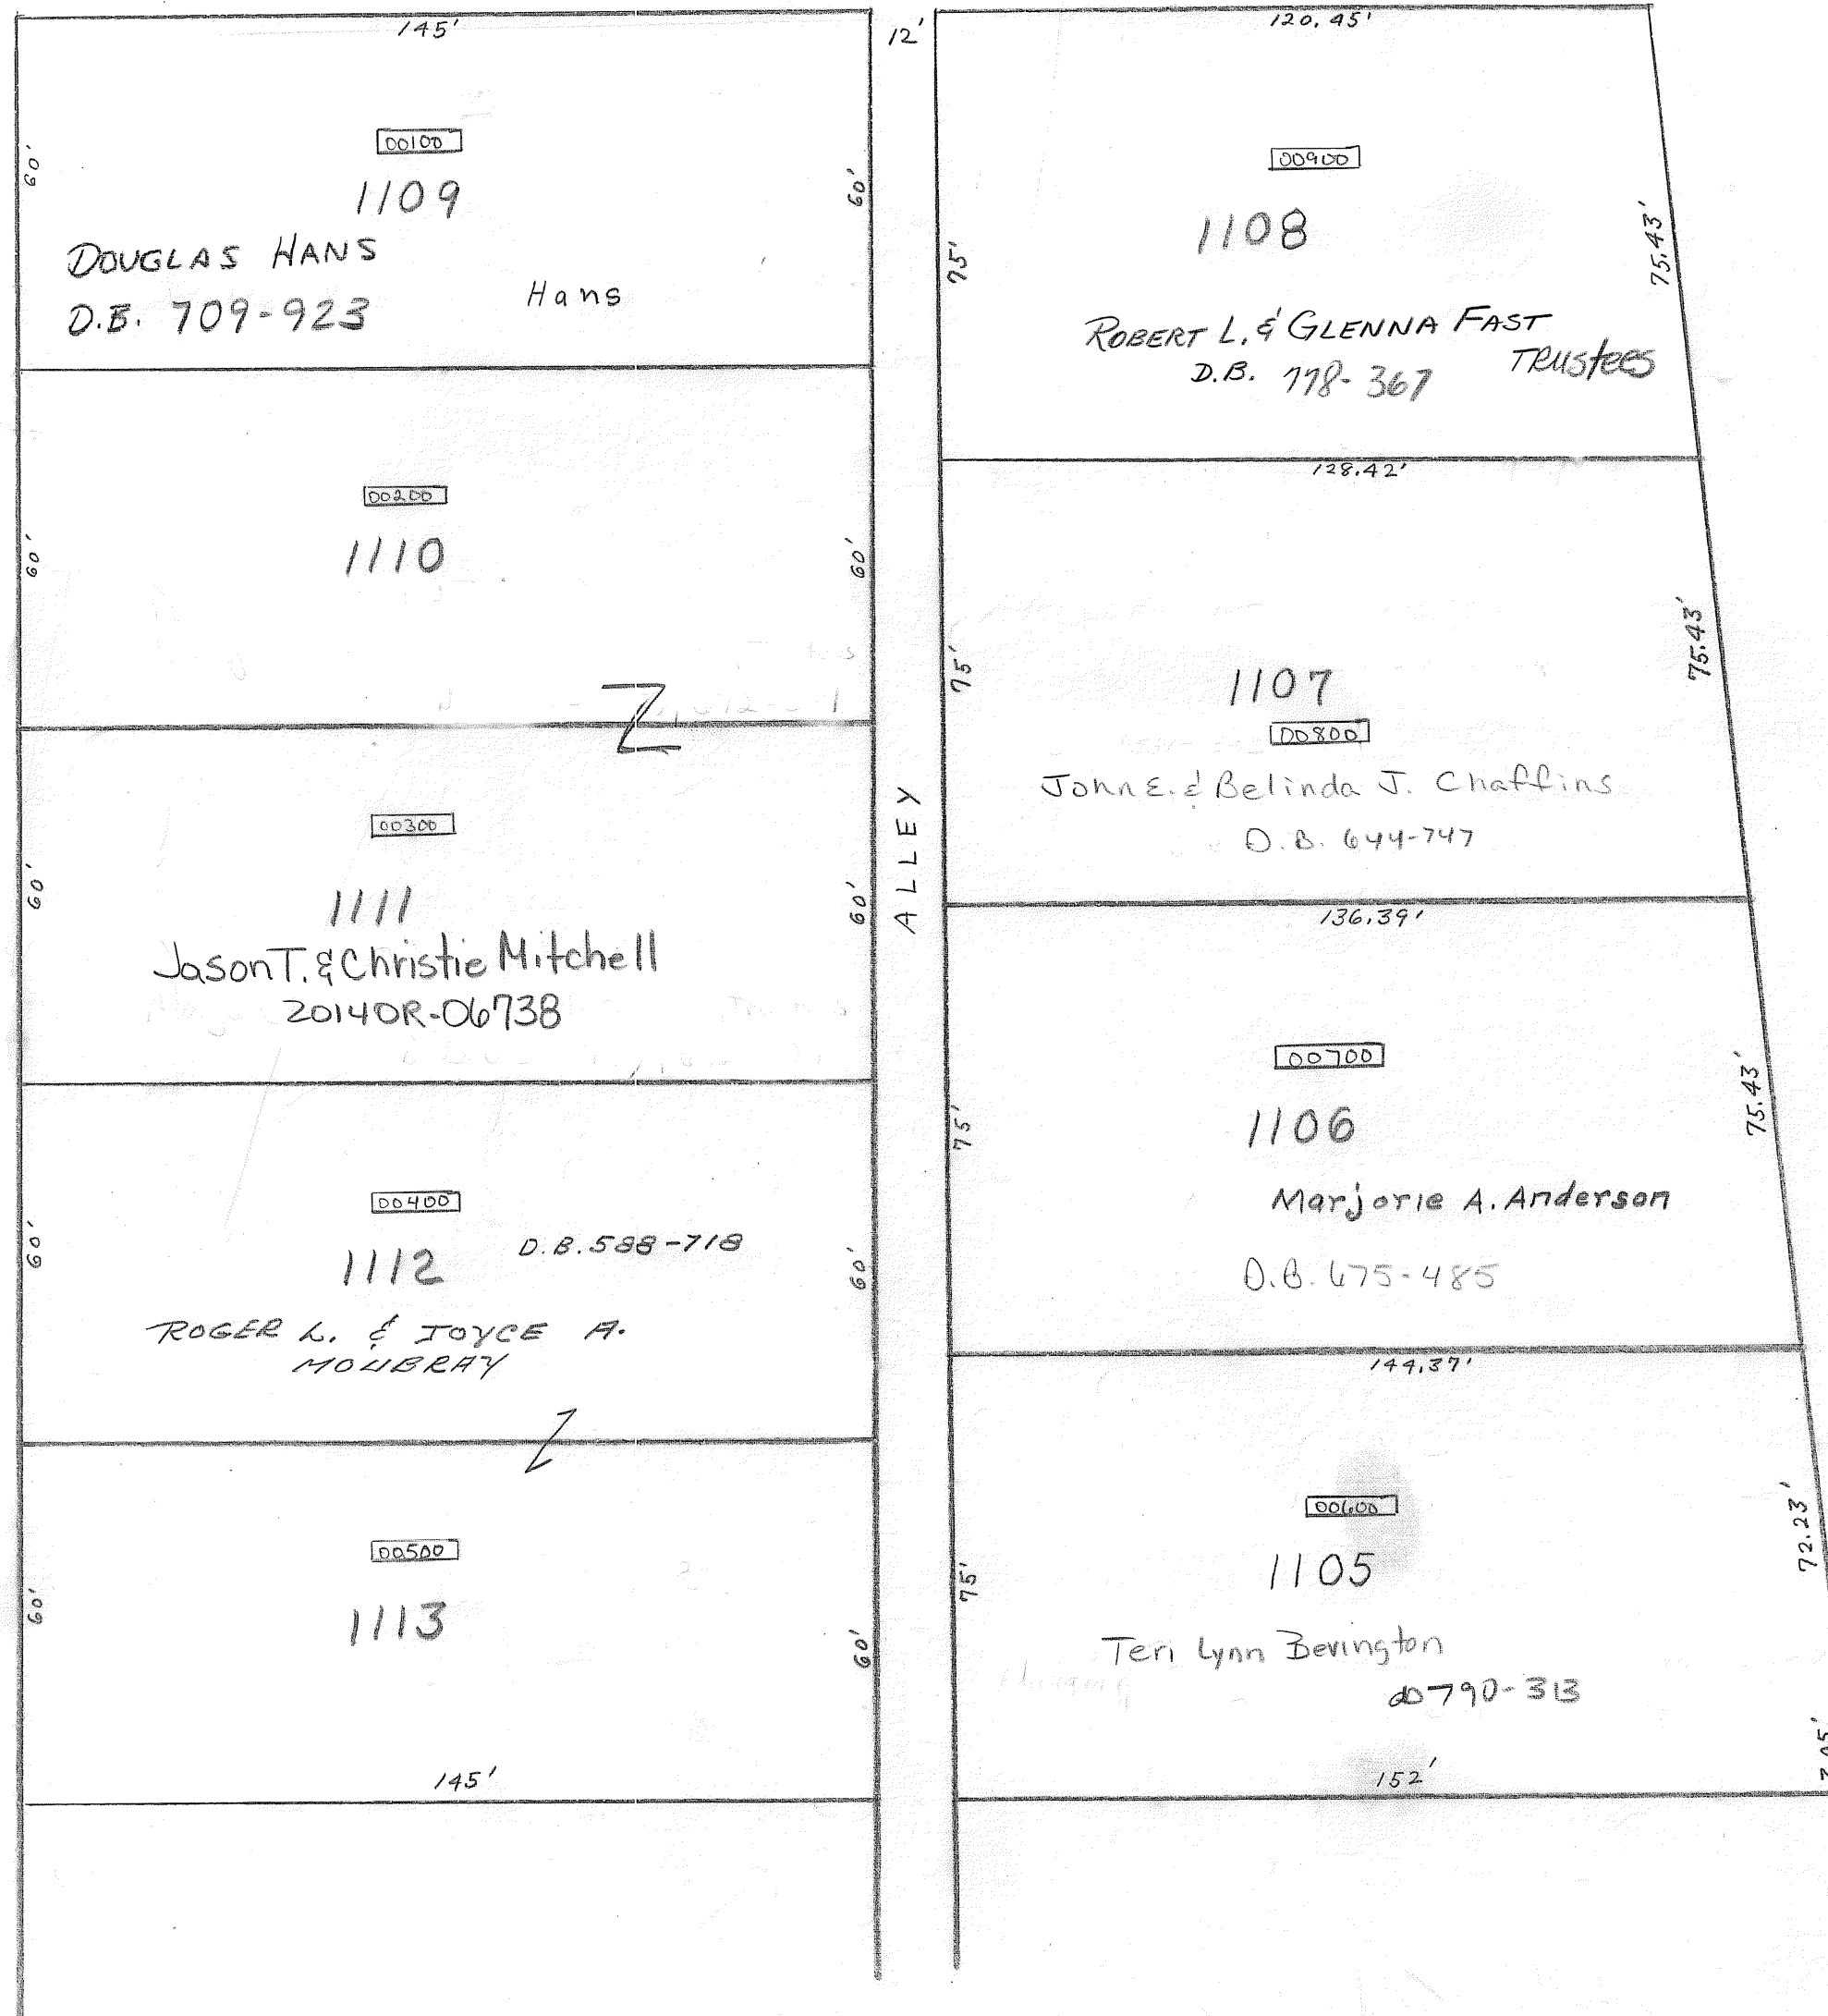 145'
12'
120.45'
60'
00100
1109
60'
DOUGLAS HANS
D.B. 709-923
Hans
00900
1108
75'
75.43'
ROBERT L. & GLENNA FAST
TRUSTEES
D.B. 778-367
60'
00200
1110
60'
128.42'
75'
1107
75.43'
00800
John E. & Belinda J. Chaffins
D.B. 644-747
Z
ALLEY
60'
00300
1111
60'
Jason T. & Christie Mitchell
2014OR-06738
136.39'
00700
75'
1106
75.43'
Marjorie A. Anderson
D.B. 675-485
60'
00400
1112
D.B. 588-718
60'
ROGER L. & JOYCE A.
MOWBRAY
144.37'
Z
60'
00500
1113
60'
145'
00600
75'
1105
72.23'
Teri Lynn Bevington
790-313
152'